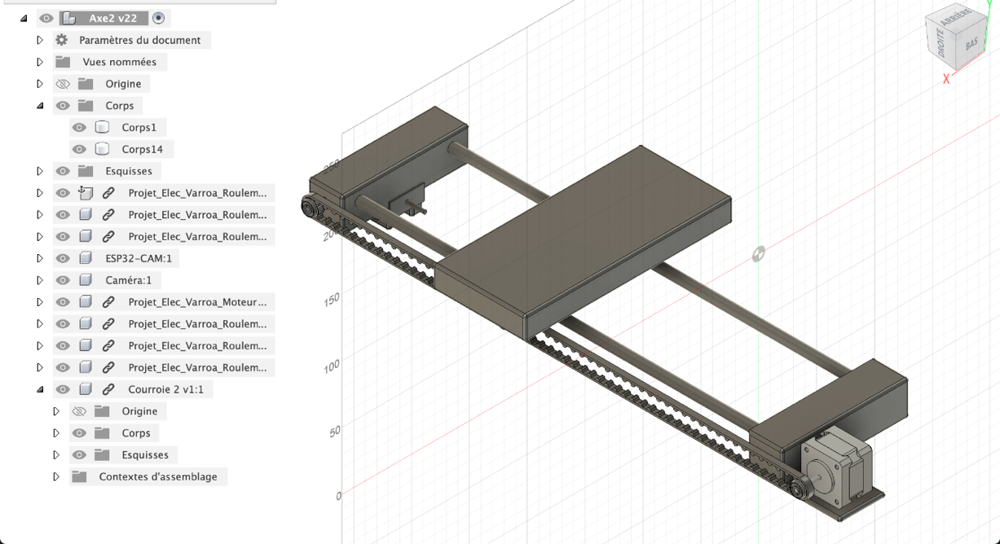 Axe2 v22
Paramètres du document
Vues nommées
Origine
Corps
Corps1
Corps14
Esquisses
Projet_Elec_Varroa_Roulem...
Projet_Elec_Varroa_Roulem...
Projet_Elec_Varroa_Roulem...
ESP32-CAM:1
Caméra:1
Projet_Elec_Varroa_Moteur...
Projet_Elec_Varroa_Roulem...
Projet_Elec_Varroa_Roulem...
Projet_Elec_Varroa_Roulem...
Courroie 2 v1:1
Origine
Corps
Esquisses
Contextes d'assemblage
250
200
150
100
50
0
ARRIÈRE
DROITE
BAS
X
Y